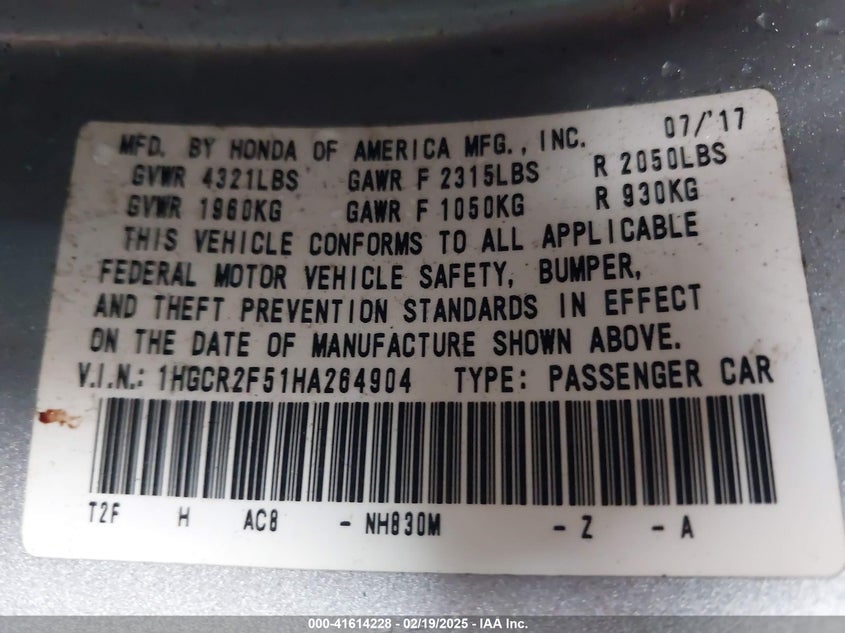 MFD. BY HONDA OF AMERICA MFG., INC. 07/'17
GVWR 4321LBS GAWR F 2315LBS R 2050LBS
GVWR 1960KG GAWR F 1050KG R 930KG
THIS VEHICLE CONFORMS TO ALL APPLICABLE
FEDERAL MOTOR VEHICLE SAFETY, BUMPER,
AND THEFT PREVENTION STANDARDS IN EFFECT
ON THE DATE OF MANUFACTURE SHOWN ABOVE.
V.I.N.: 1HGCR2F51HA264904 TYPE: PASSENGER CAR
T2F H AC8 - NH830M - Z - A
000-41614228 - 02/19/2025 - IAA Inc.